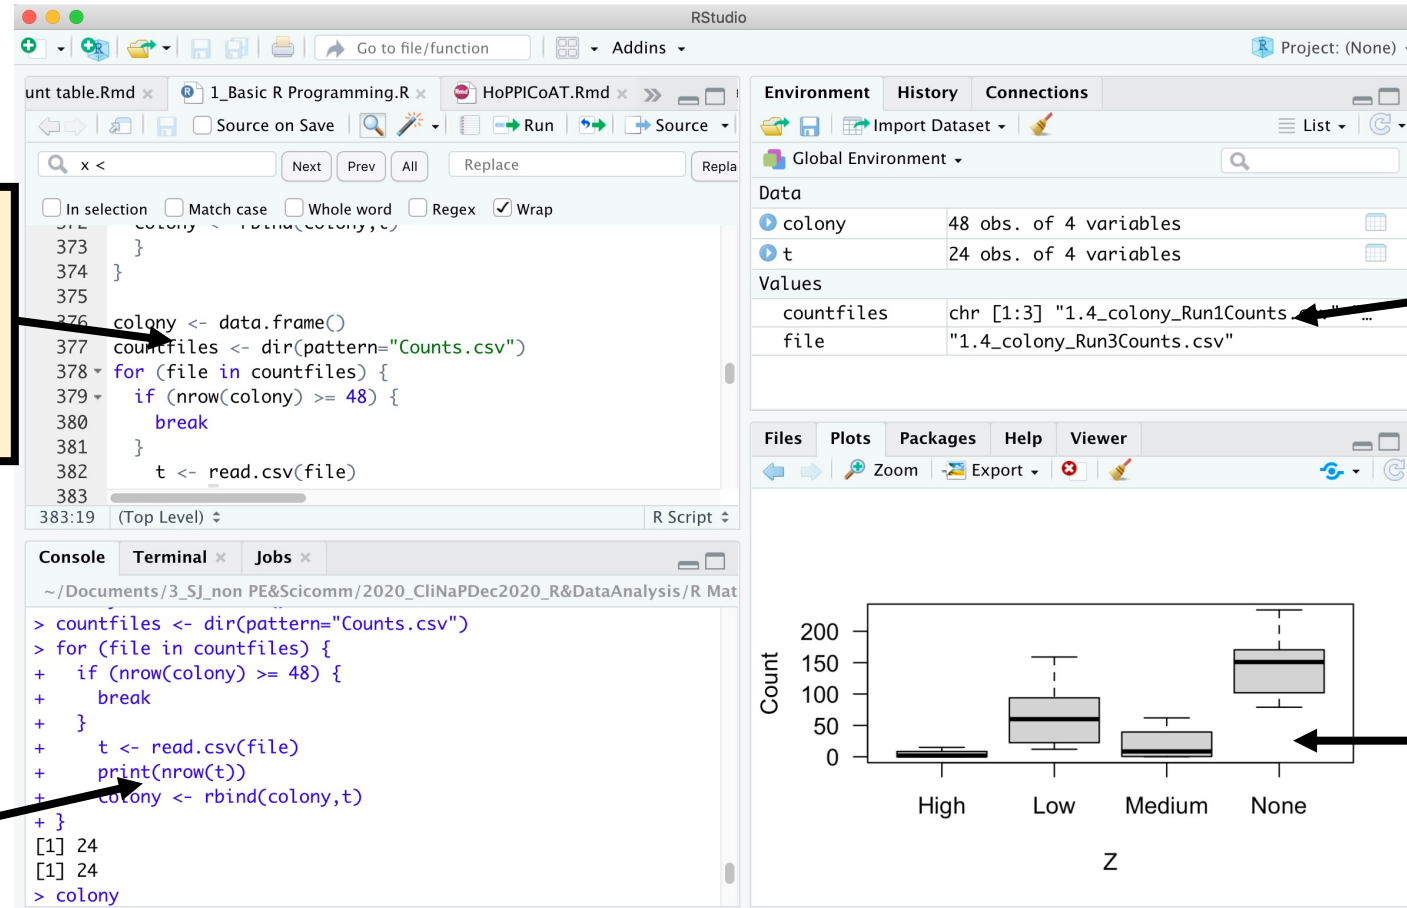 RStudio
Go to file/function
Addins
Project: (None)
unt table.Rmd
1_Basic R Programming.R
HoPPICoAT.Rmd
Source on Save
Run
Source
x <
Next
Prev
All
Replace
Repla
In selection
Match case
Whole word
Regex
Wrap
372 colony <- rbind(colony,t)
373 }
374 }
375
376 colony <- data.frame()
377 countfiles <- dir(pattern="Counts.csv")
378 for (file in countfiles) {
379 if (nrow(colony) >= 48) {
380 break
381 }
382 t <- read.csv(file)
383
383:19 (Top Level)
R Script
Console
Terminal
Jobs
~/Documents/3_SJ_non PE&Scicomm/2020_CliNaPDec2020_R&DataAnalysis/R Mat
> countfiles <- dir(pattern="Counts.csv")
> for (file in countfiles) {
+ if (nrow(colony) >= 48) {
+ break
+ }
+ t <- read.csv(file)
+ print(nrow(t))
+ colony <- rbind(colony,t)
+ }
[1] 24
[1] 24
> colony
Environment
History
Connections
Import Dataset
List
Global Environment
Data
colony 48 obs. of 4 variables
t 24 obs. of 4 variables
Values
countfiles chr [1:3] "1.4_colony_Run1Counts.csv" "…
file "1.4_colony_Run3Counts.csv"
Files
Plots
Packages
Help
Viewer
Zoom
Export
200
150
100
50
0
Count
High
Low
Medium
None
Z